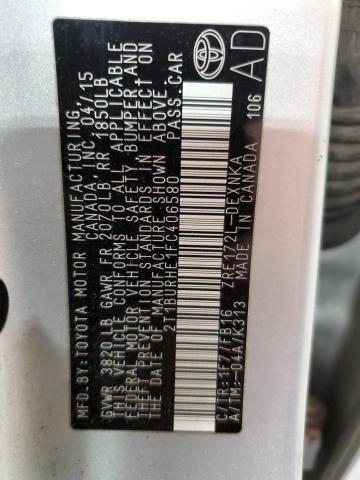 MFD.BY:TOYOTA MOTOR MANUFACTURING
CANADA, INC. 04/15
GVWR 3820 LB GAWR FR 2070LB, RR 1850LB
THIS VEHICLE CONFORMS TO ALL APPLICABLE
FEDERAL MOTOR VEHICLE SAFETY, BUMPER AND
THEFT PREVENTION STANDARDS IN EFFECT ON
THE DATE OF MANUFACTURE SHOWN ABOVE.
PASS.CAR
C/TR: FB16
ZRE172L-DEXNKA
A/TM: -04A/K313
MADE IN CANADA
106
AD
TOYOTA